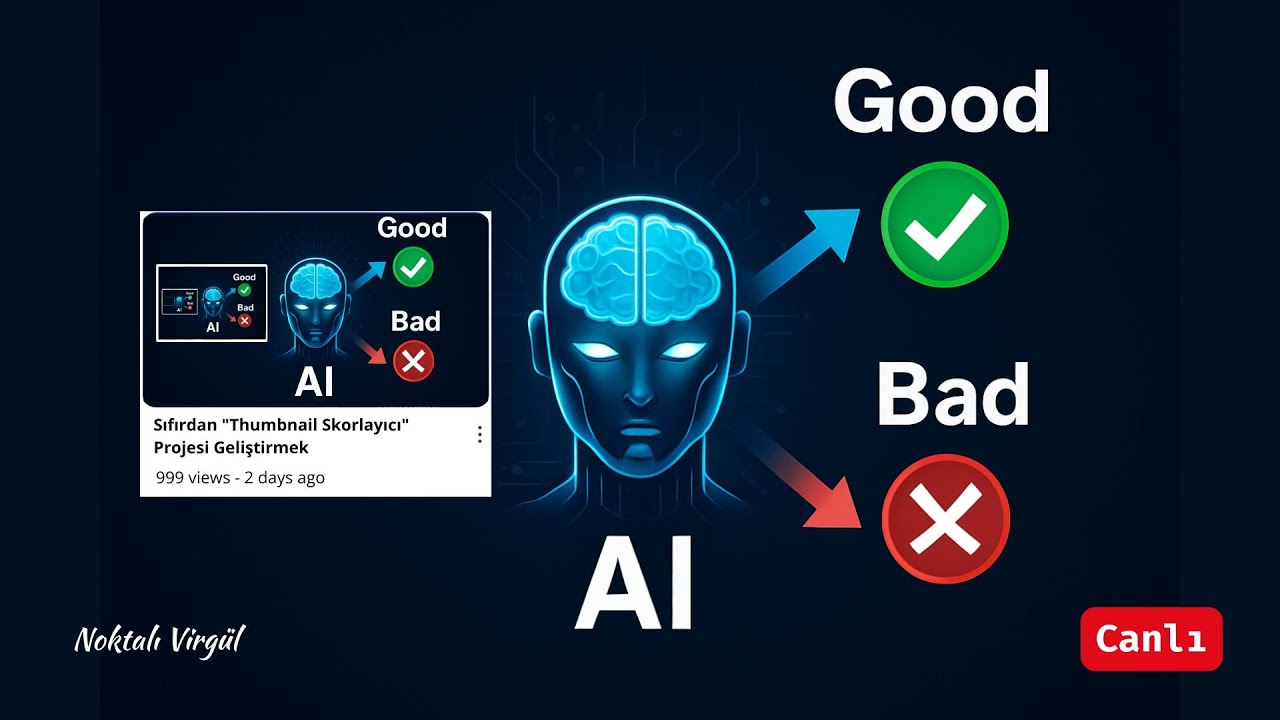 Good
Bad
AI
Good
Bad
AI
Good
Bad
AI
Sıfırdan "Thumbnail Skorlayıcı"
Projesi Geliştirmek
999 views - 2 days ago
Noktalı Virgül
Canlı